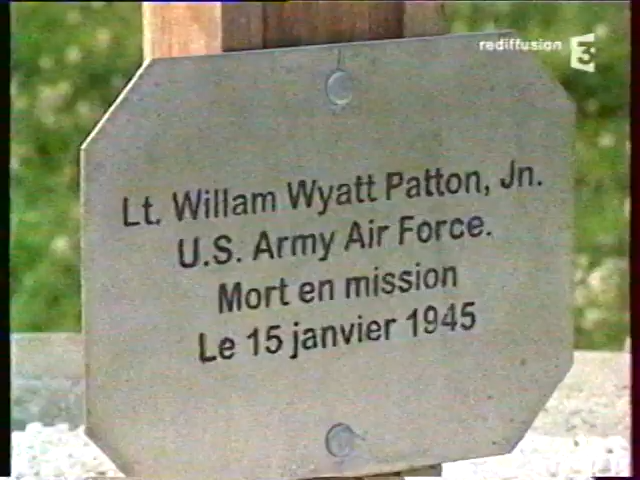 rediffusion 3
Lt. Willam Wyatt Patton, Jn.
U.S. Army Air Force.
Mort en mission
Le 15 janvier 1945